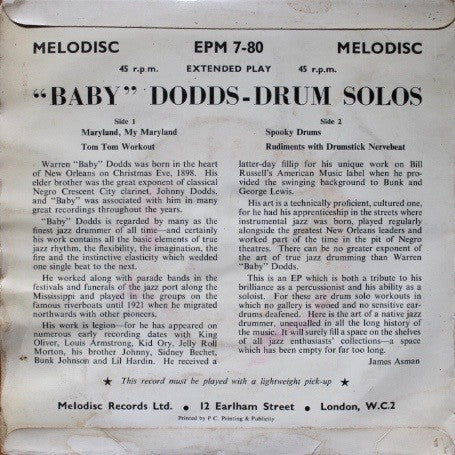 MELODISC EPM 7-80 MELODISC
45 r.p.m. EXTENDED PLAY 45 r.p.m.
"BABY" DODDS-DRUM SOLOS
Side 1
Maryland, My Maryland
Tom Tom Workout
Warren "Baby" Dodds was born in the heart
of New Orleans on Christmas Eve, 1898. His
elder brother was the great exponent of classical
Negro Crescent City clarinet, Johnny Dodds,
and "Baby" was associated with him in many
great recordings throughout the years.
"Baby" Dodds is regarded by many as the
finest jazz drummer of all time—and certainly
his work contains all the basic elements of true
jazz rhythm, the flexibility, the imagination, the
fire and the instinctive elasticity which wedded
one single beat to the next.
He worked along with parade bands in the
festivals and funerals of the jazz port along the
Mississippi and played in the groups on the
famous riverboats until 1921 when he migrated
northwards with other pioneers.
His work is legion—for he has appeared on
numerous early recording dates with King
Oliver, Louis Armstrong, Kid Ory, Jelly Roll
Morton, his brother Johnny, Sidney Bechet,
Bunk Johnson and Lil Hardin. He received a
Side 2
Spooky Drums
Rudiments with Drumstick Nervebeat
latter-day fillip for his unique work on Bill
Russell's American Music label when he pro-
vided the swinging background to Bunk and
George Lewis.
His art is a technically proficient, cultured one,
for he had his apprenticeship in the streets where
instrumental jazz was born, played regularly
alongside the greatest New Orleans leaders and
worked part of the time in the pit of Negro
theatres. There can be no greater exponent of
the art of true jazz drumming than Warren
"Baby" Dodds.
This is an EP which is both a tribute to his
brilliance as a percussionist and his ability as a
soloist. For these are drum solo workouts in
which no gallery is wooed and no sensitive ear-
drums deafened. Here is the art of a native jazz
drummer, unequalled in all the long history of
the music. It will surely fill a space on the shelves
of all jazz enthusiasts' collections—a space
which has been empty for far too long.
James Asman
★ This record must be played with a lightweight pick-up ★
Melodisc Records Ltd. ● 12 Earlham Street ● London, W.C.2
Printed by P.C. Printing & Publicity